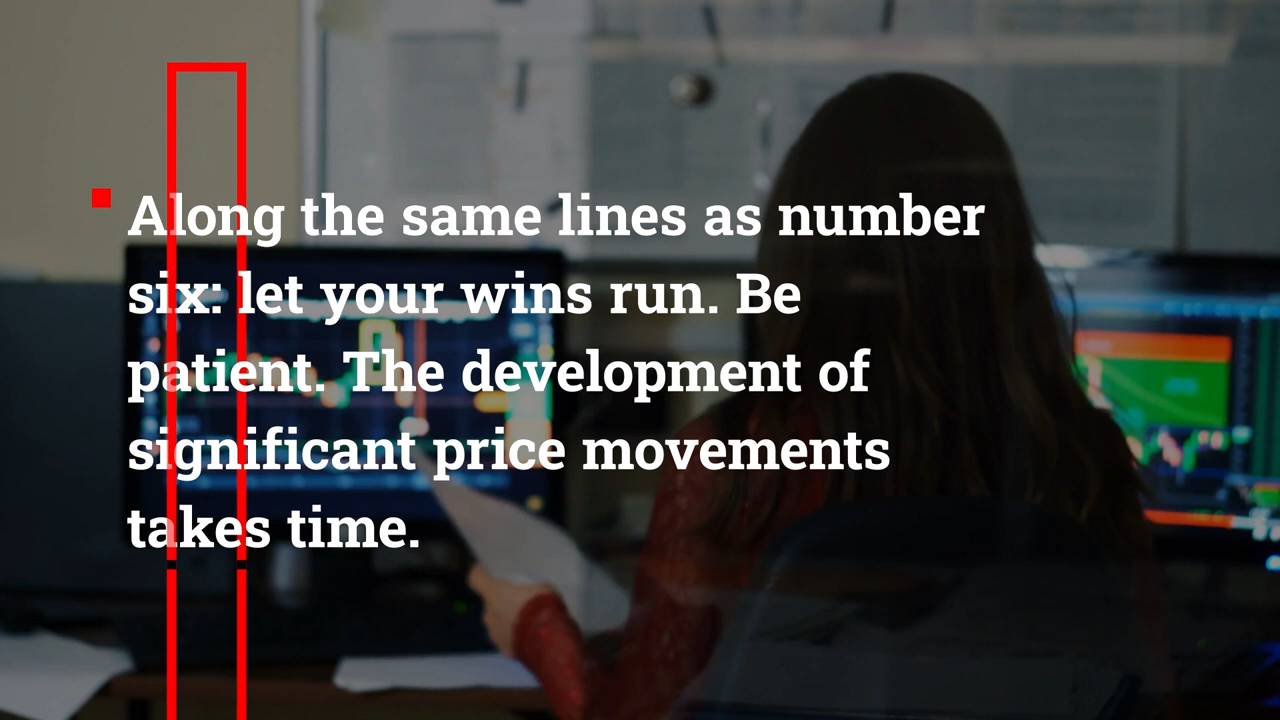 Along the same lines as number
six: let your wins run. Be
patient. The development of
significant price movements
takes time.